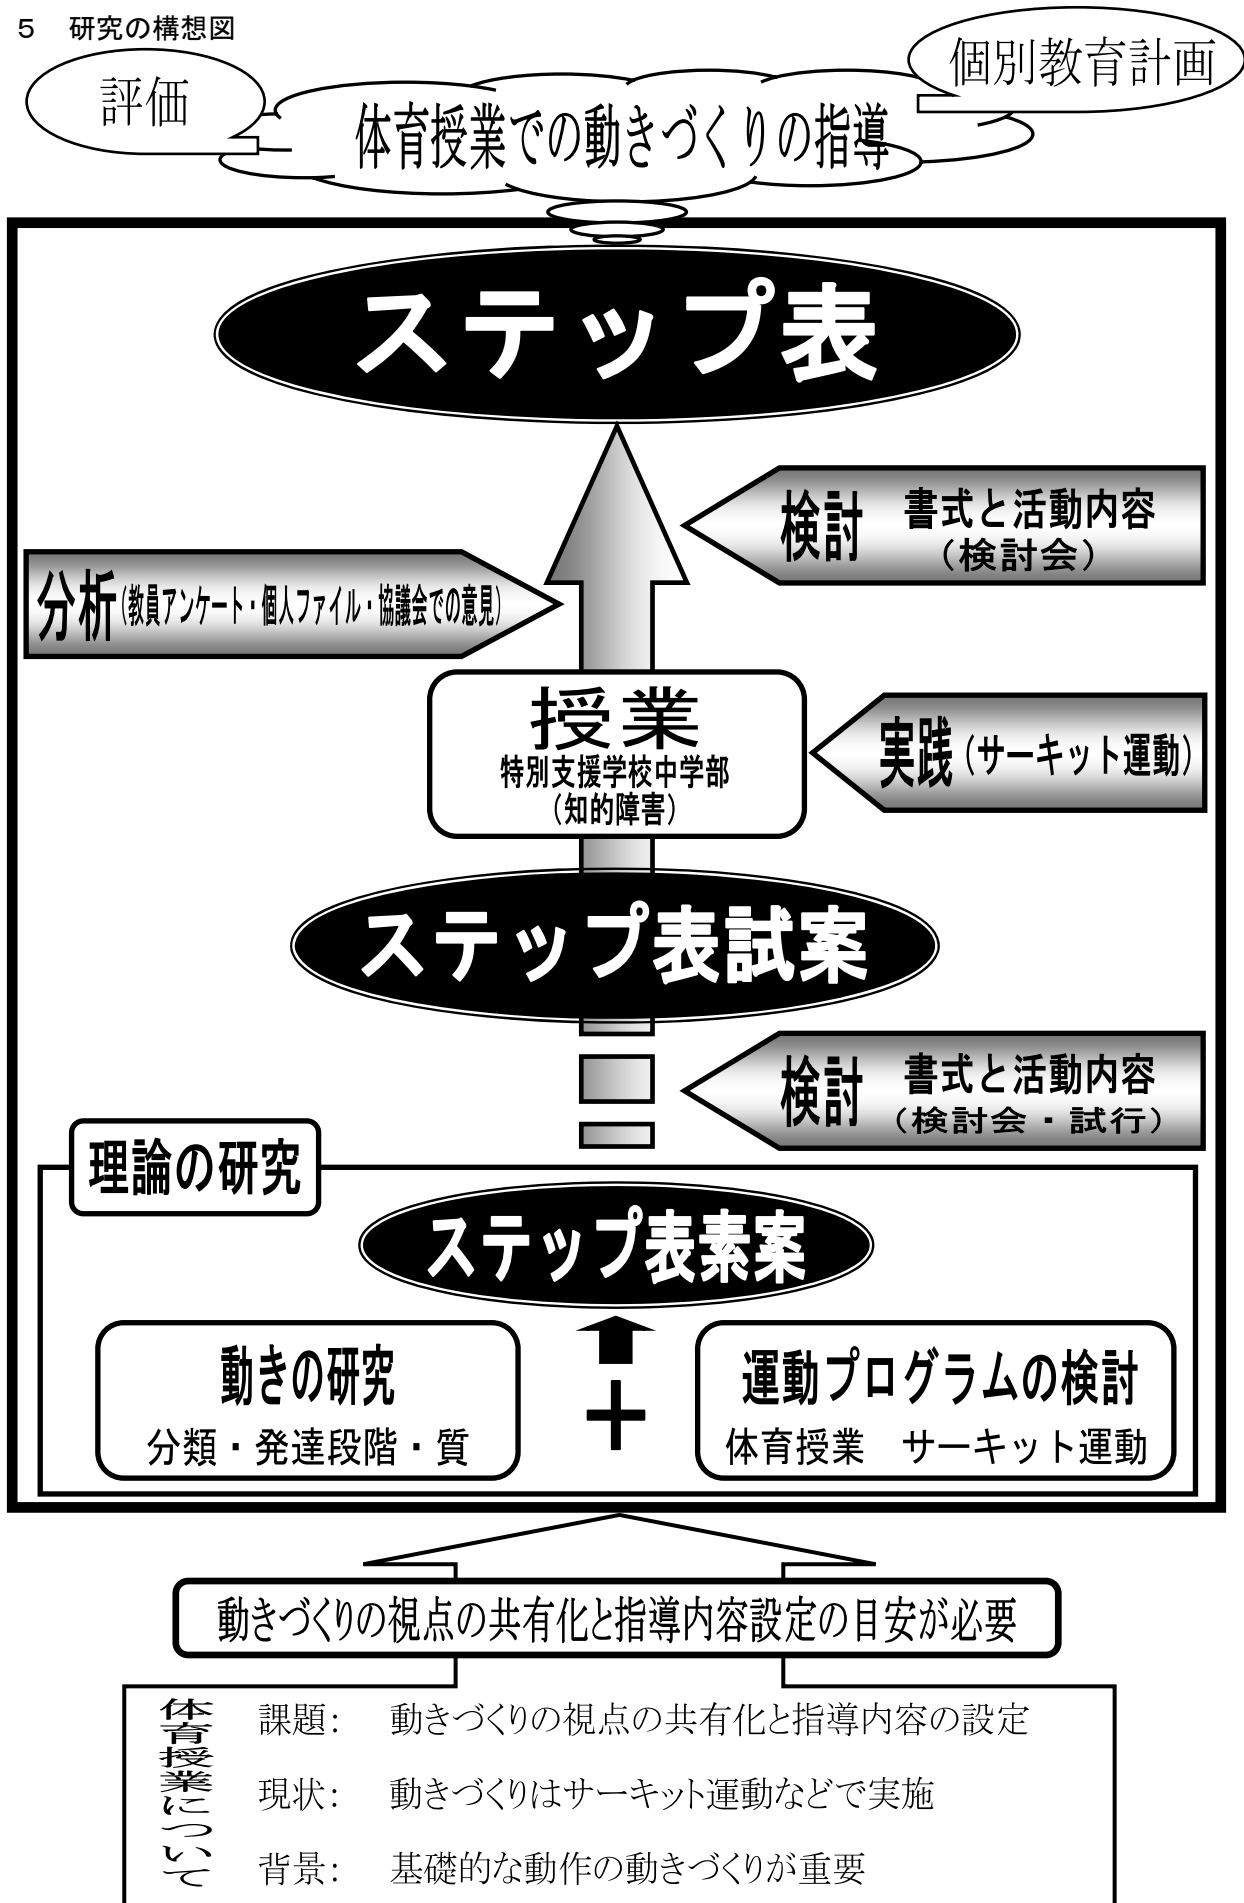 ５　研究の構想図
評価
個別教育計画
体育授業での動きづくりの指導
ステップ表
検討　書式と活動内容
（検討会）
分析（教員アンケート・個人ファイル・協議会での意見）
授業
特別支援学校中学部
（知的障害）
実践（サーキット運動）
ステップ表試案
検討　書式と活動内容
（検討会・試行）
理論の研究
ステップ表素案
動きの研究
分類・発達段階・質
＋
運動プログラムの検討
体育授業　サーキット運動
動きづくりの視点の共有化と指導内容設定の目安が必要
体育授業について
課題：　動きづくりの視点の共有化と指導内容の設定
現状：　動きづくりはサーキット運動などで実施
背景：　基礎的な動作の動きづくりが重要